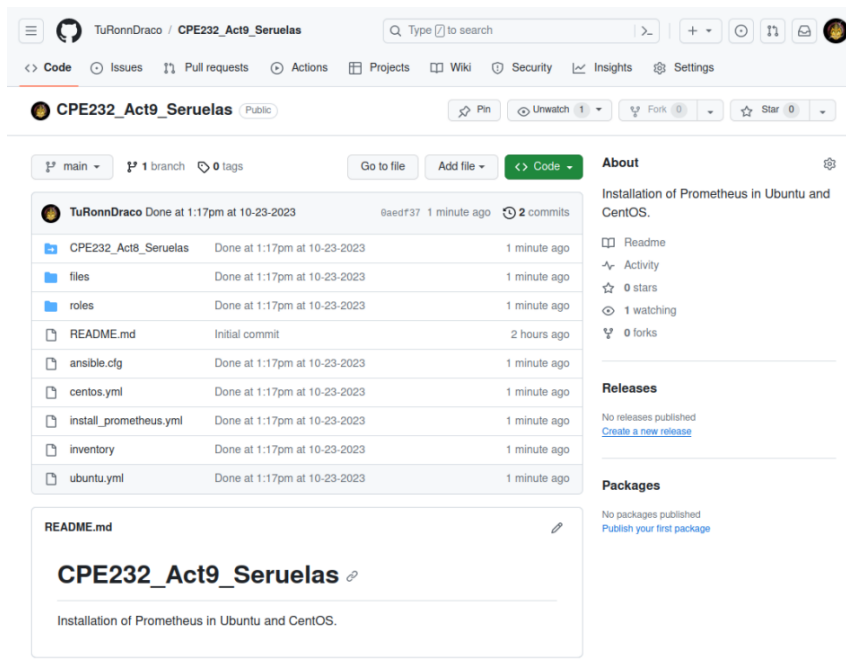 TuRonnDraco / CPE232_Act9_Seruelas
Type / to search
Code Issues Pull requests Actions Projects Wiki Security Insights Settings
CPE232_Act9_Seruelas Public
Pin Unwatch 1 Fork 0 Star 0
main 1 branch 0 tags Go to file Add file Code
TuRonnDraco Done at 1:17pm at 10-23-2023 0aedf37 1 minute ago 2 commits
CPE232_Act8_Seruelas Done at 1:17pm at 10-23-2023 1 minute ago
files Done at 1:17pm at 10-23-2023 1 minute ago
roles Done at 1:17pm at 10-23-2023 1 minute ago
README.md Initial commit 2 hours ago
ansible.cfg Done at 1:17pm at 10-23-2023 1 minute ago
centos.yml Done at 1:17pm at 10-23-2023 1 minute ago
install_prometheus.yml Done at 1:17pm at 10-23-2023 1 minute ago
inventory Done at 1:17pm at 10-23-2023 1 minute ago
ubuntu.yml Done at 1:17pm at 10-23-2023 1 minute ago
README.md
CPE232_Act9_Seruelas
Installation of Prometheus in Ubuntu and CentOS.
About
Installation of Prometheus in Ubuntu and
CentOS.
Readme
Activity
0 stars
1 watching
0 forks
Releases
No releases published
Create a new release
Packages
No packages published
Publish your first package